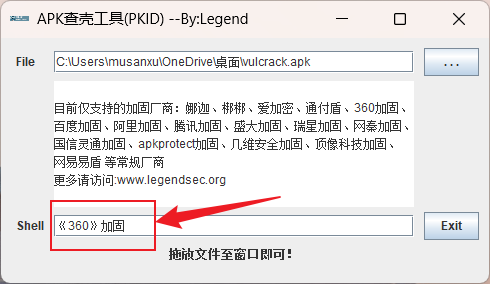 APK查壳工具(PKID) --By:Legend
File
C:\Users\musanxu\OneDrive\桌面\vulcrack.apk
...
目前仅支持的加固厂商：娜迦、梆梆、爱加密、通付盾、360加固、
百度加固、阿里加固、腾讯加固、盛大加固、瑞星加固、网秦加固、
国信灵通加固、apkprotect加固、几维安全加固、顶像科技加固、
网易易盾 等常规厂商
更多请访问:www.legendsec.org
Shell
《360》加固
Exit
拖放文件至窗口即可!